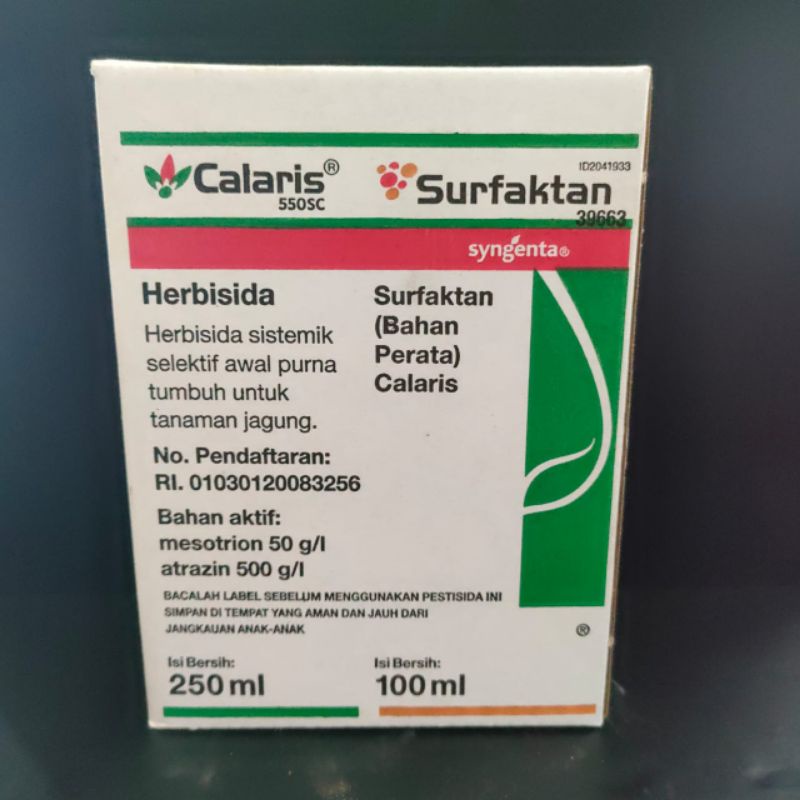 Calaris®
550SC
Surfaktan
ID2041933
39663
syngenta®
Herbisida
Herbisida sistemik
selektif awal purna
tumbuh untuk
tanaman jagung.
Surfaktan
(Bahan
Perata)
Calaris
No. Pendaftaran:
RI. 01030120083256
Bahan aktif:
mesotrion 50 g/l
atrazin 500 g/l
BACALAH LABEL SEBELUM MENGGUNAKAN PESTISIDA INI
SIMPAN DI TEMPAT YANG AMAN DAN JAUH DARI
JANGKAUAN ANAK-ANAK
®
Isi Bersih:
250 ml
Isi Bersih:
100 ml